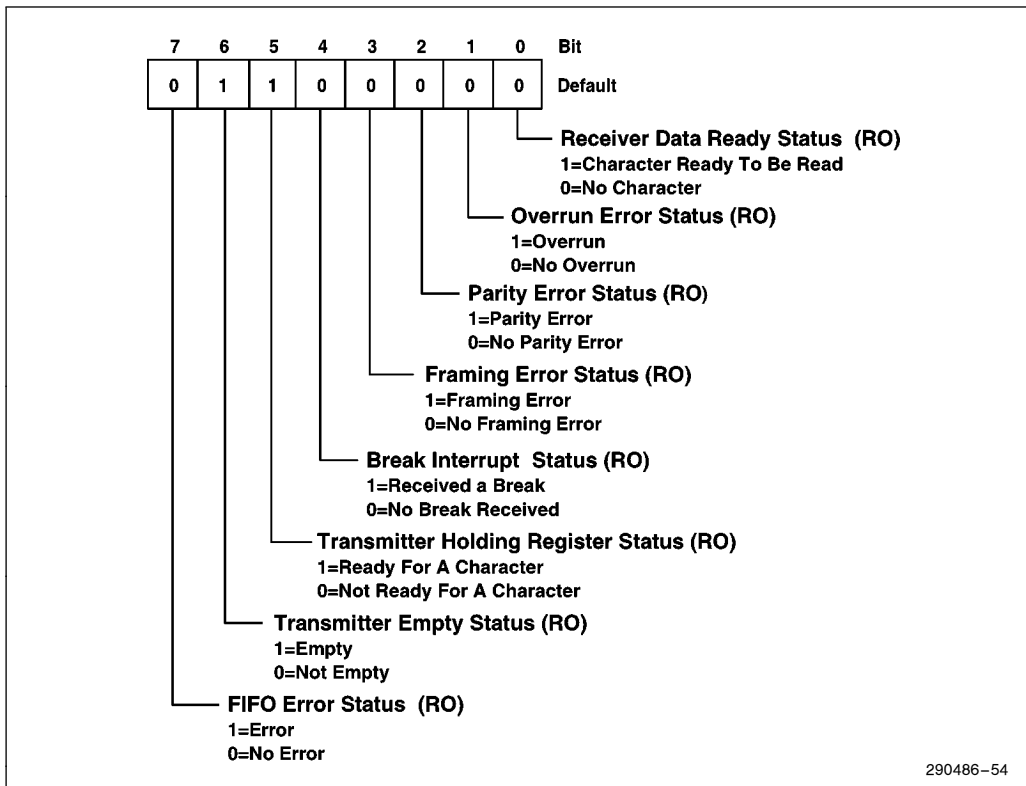 7 6 5 4 3 2 1 0 Bit
0 1 1 0 0 0 0 0 Default
Receiver Data Ready Status (RO)
1=Character Ready To Be Read
0=No Character
Overrun Error Status (RO)
1=Overrun
0=No Overrun
Parity Error Status (RO)
1=Parity Error
0=No Parity Error
Framing Error Status (RO)
1=Framing Error
0=No Framing Error
Break Interrupt Status (RO)
1=Received a Break
0=No Break Received
Transmitter Holding Register Status (RO)
1=Ready For A Character
0=Not Ready For A Character
Transmitter Empty Status (RO)
1=Empty
0=Not Empty
FIFO Error Status (RO)
1=Error
0=No Error
290486–54